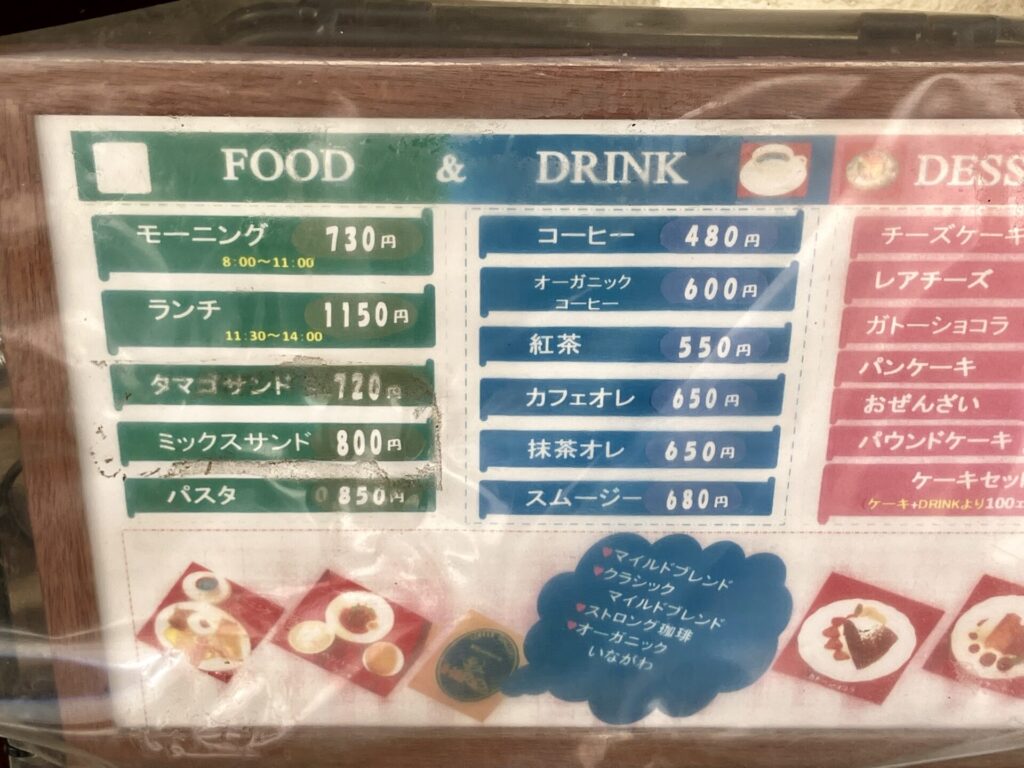 FOOD & DRINK
モーニング 730円
8:00～11:00
ランチ 1150円
11:30～14:00
タマゴサンド 720円
ミックスサンド 800円
パスタ 850円
コーヒー 480円
オーガニック
コーヒー 600円
紅茶 550円
カフェオレ 650円
抹茶オレ 650円
スムージー 680円
DESS
チーズケーキ
レアチーズ
ガトーショコラ
パンケーキ
おぜんざい
パウンドケーキ
ケーキセット
ケーキ+DRINKより100
♥マイルドブレンド
♥クラシック
マイルドブレンド
♥ストロング珈琲
♥オーガニック
いながわ
ガトーショコラ